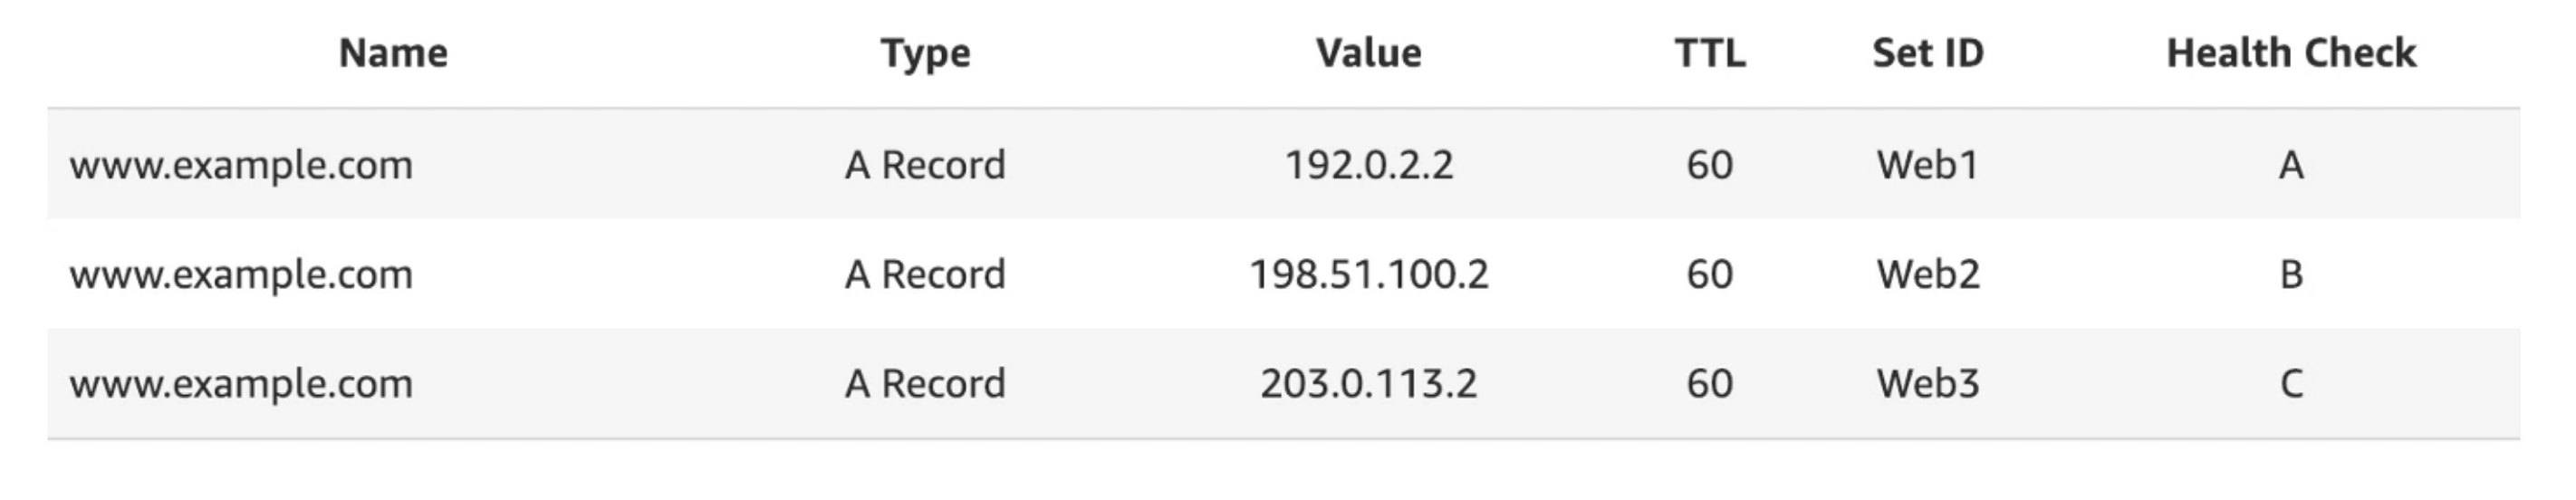 Name Type Value TTL Set ID Health Check
www.example.com A Record 192.0.2.2 60 Web1 A
www.example.com A Record 198.51.100.2 60 Web2 B
www.example.com A Record 203.0.113.2 60 Web3 C